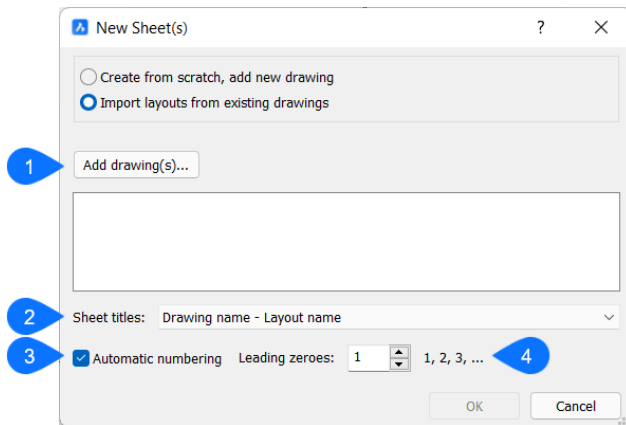 New Sheet(s) ?
Create from scratch, add new drawing
Import layouts from existing drawings
1 Add drawing(s)...
2 Sheet titles: Drawing name - Layout name
3 Automatic numbering Leading zeroes: 1 1, 2, 3, ... 4
OK Cancel